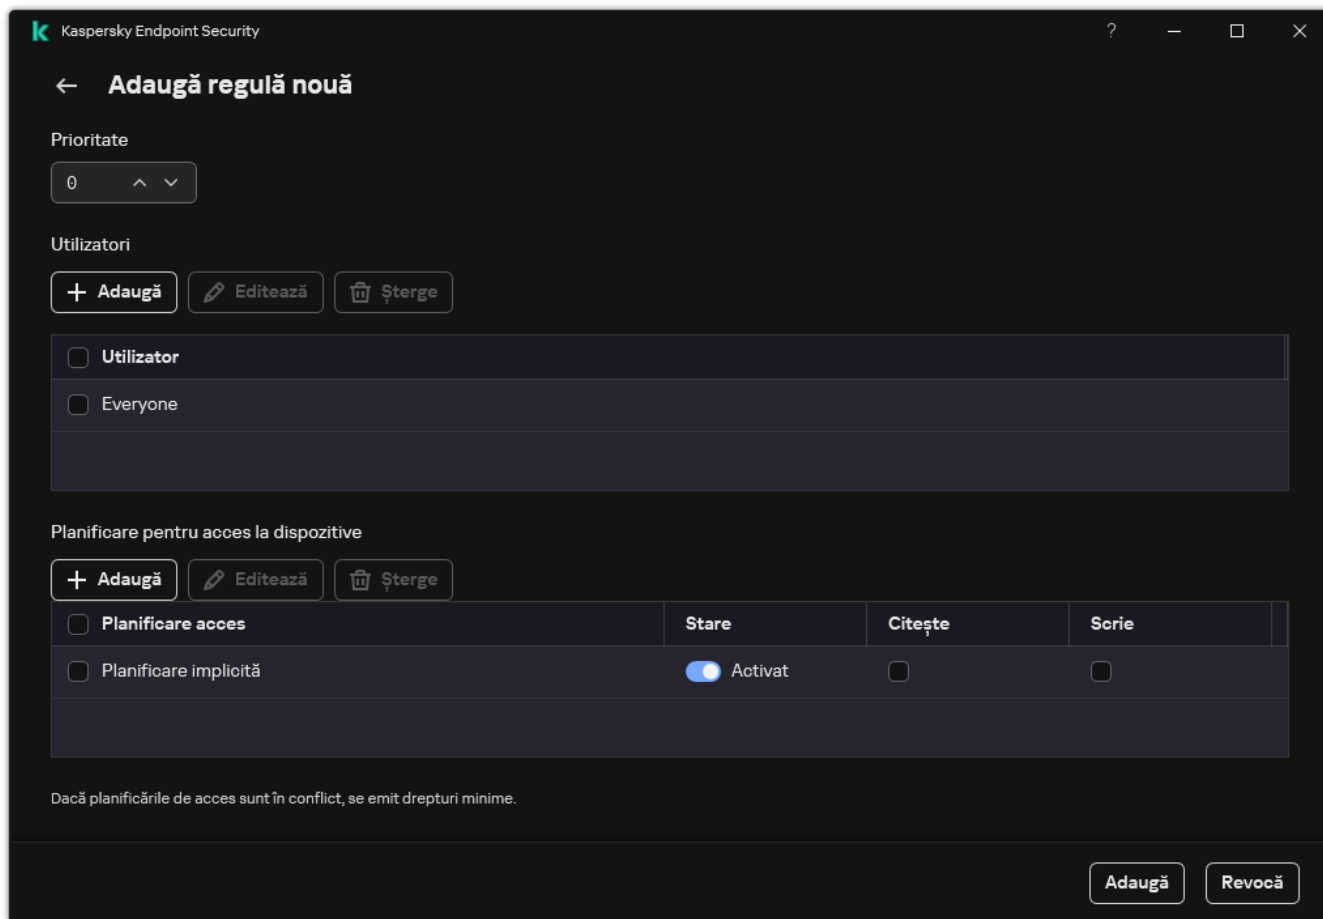 Kaspersky Endpoint Security ?
Adaugă regulă nouă
Prioritate
0
Utilizatori
Adaugă Editează Șterge
Utilizator
Everyone
Planificare pentru acces la dispozitive
Adaugă Editează Șterge
Planificare acces Stare Citește Scrie
Planificare implicită Activat
Dacă planificările de acces sunt în conflict, se emit drepturi minime.
Adaugă Revocă